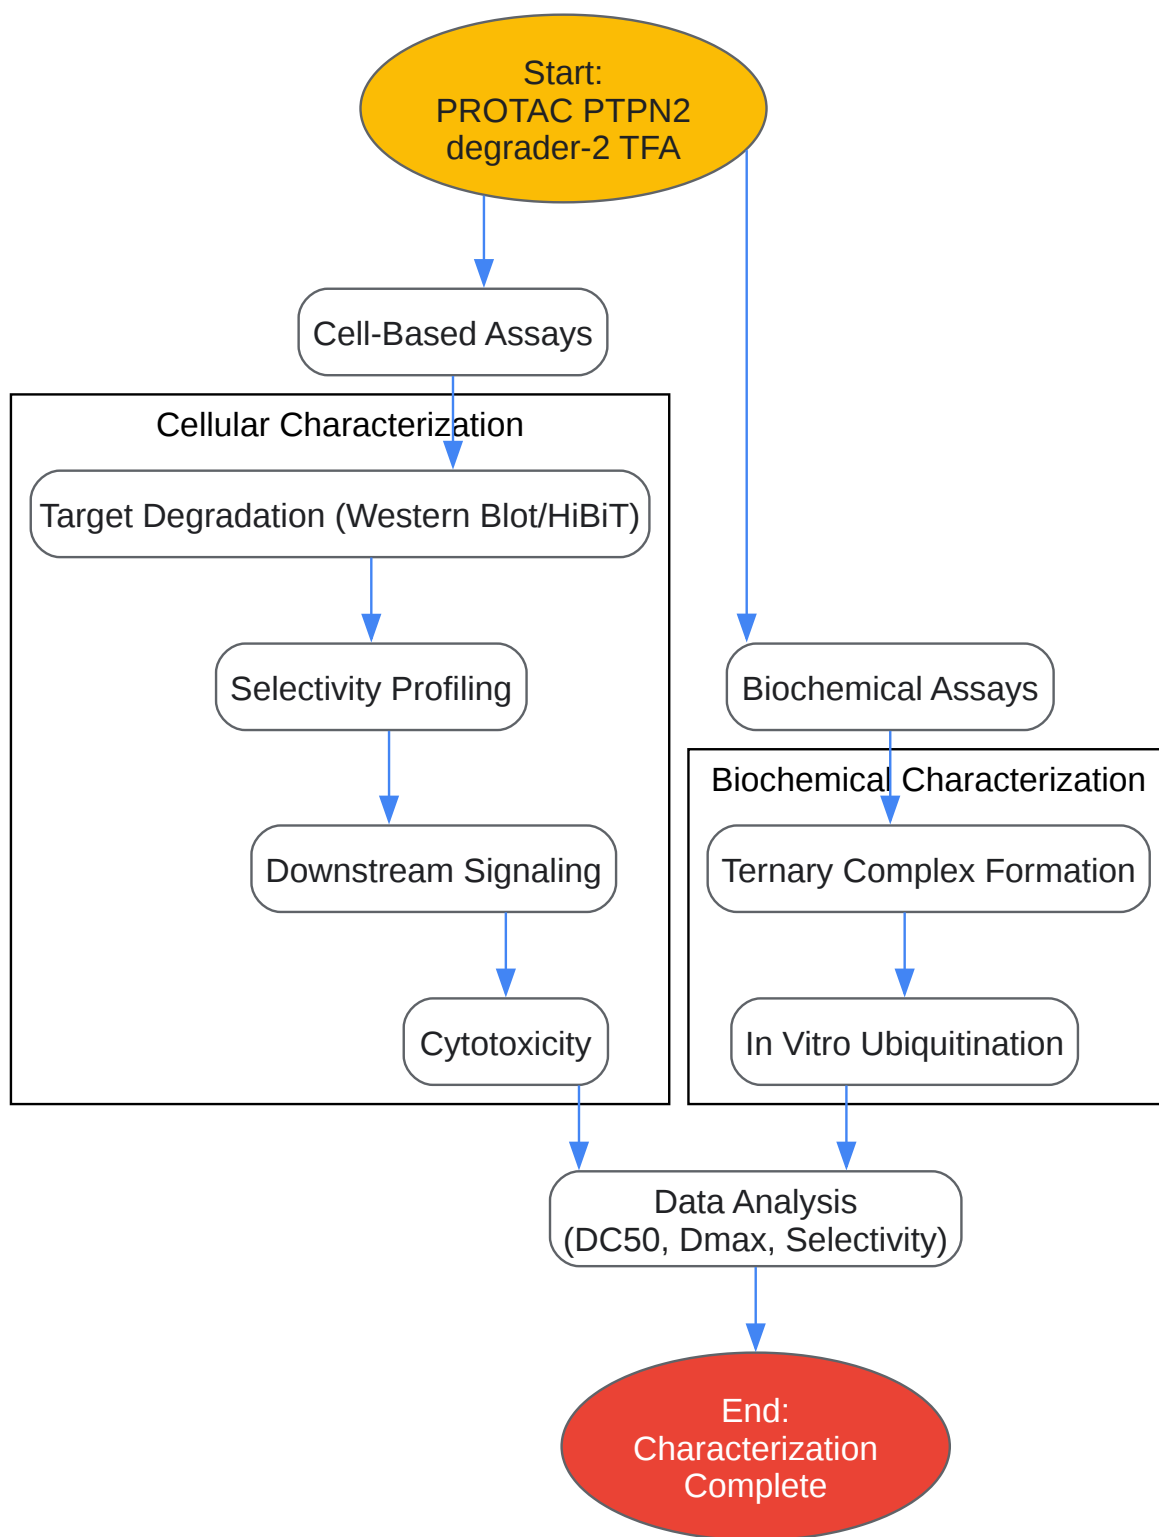 Start:
PROTAC PTPN2
degrader-2 TFA
Cell-Based Assays
Cellular Characterization
Target Degradation (Western Blot/HiBiT)
Selectivity Profiling
Downstream Signaling
Cytotoxicity
Biochemical Assays
Biochemical Characterization
Ternary Complex Formation
In Vitro Ubiquitination
Data Analysis
(DC50, Dmax, Selectivity)
End:
Characterization
Complete